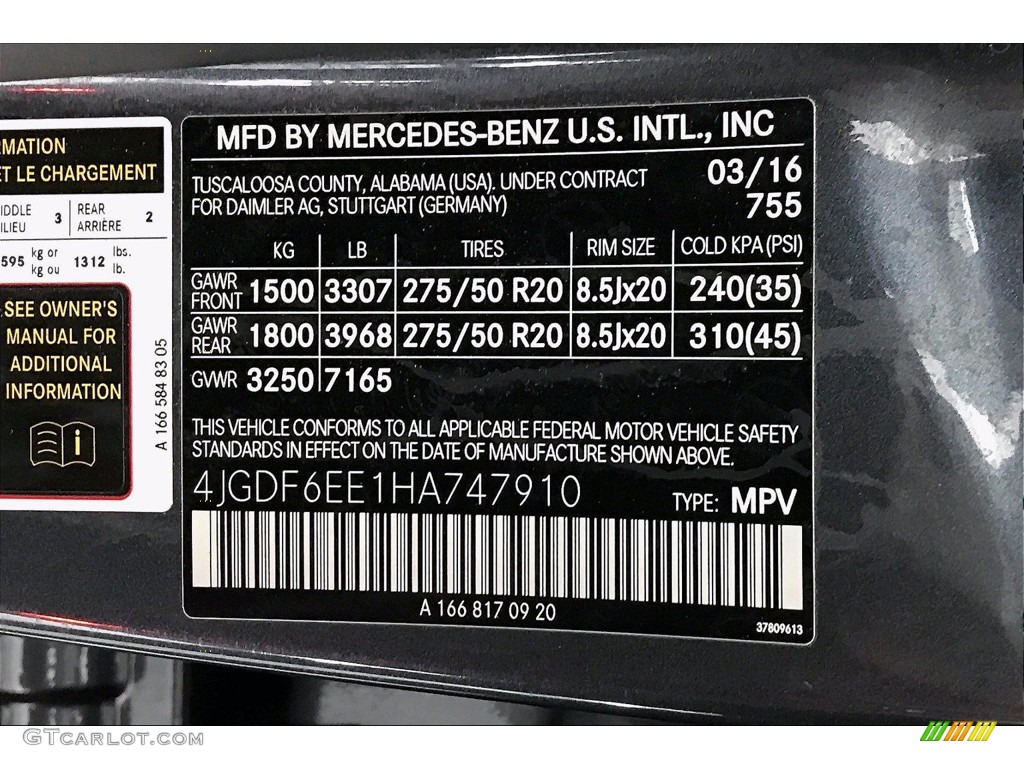 RMATION
ET LE CHARGEMENT
IDDLE 3 REAR 2
ILIEU ARRIÈRE
595 kg or 1312 lbs.
kg ou lb.
SEE OWNER'S
MANUAL FOR
ADDITIONAL
INFORMATION
i
A 166 584 83 05
MFD BY MERCEDES-BENZ U.S. INTL., INC
TUSCALOOSA COUNTY, ALABAMA (USA), UNDER CONTRACT 03/16
FOR DAIMLER AG, STUTTGART (GERMANY) 755
KG LB TIRES RIM SIZE COLD KPA (PSI)
GAWR FRONT 1500 3307 275/50 R20 8.5Jx20 240(35)
GAWR REAR 1800 3968 275/50 R20 8.5Jx20 310(45)
GVWR 3250 7165
THIS VEHICLE CONFORMS TO ALL APPLICABLE FEDERAL MOTOR VEHICLE SAFETY
STANDARDS IN EFFECT ON THE DATE OF MANUFACTURE SHOWN ABOVE.
4JGDF6EE1HA747910 TYPE: MPV
A 166 817 09 20
37809613
GTCARLOT.COM